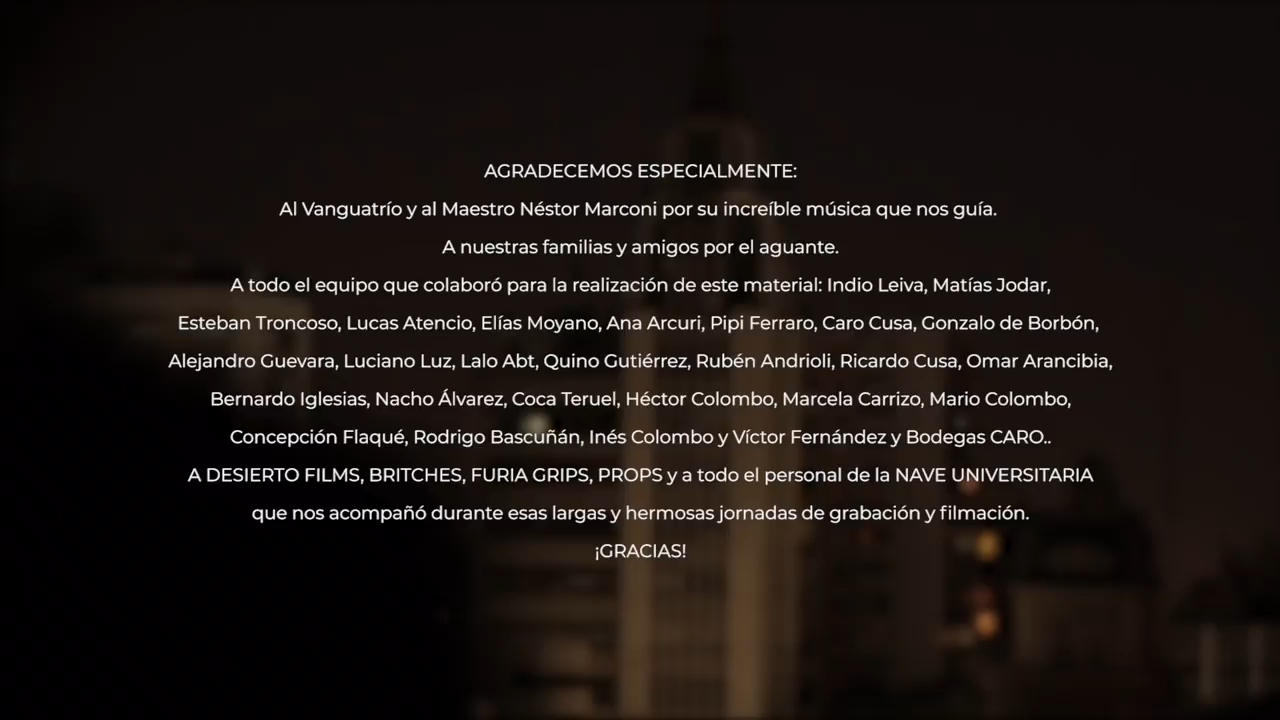 AGRADECEMOS ESPECIALMENTE:
Al Vanguatrío y al Maestro Néstor Marconi por su increíble música que nos guía.
A nuestras familias y amigos por el aguante.
A todo el equipo que colaboró para la realización de este material: Indio Leiva, Matías Jodar,
Esteban Troncoso, Lucas Atencio, Elías Moyano, Ana Arcuri, Pipi Ferraro, Caro Cusa, Gonzalo de Borbón,
Alejandro Guevara, Luciano Luz, Lalo Abt, Quino Gutiérrez, Rubén Andrioli, Ricardo Cusa, Omar Arancibia,
Bernardo Iglesias, Nacho Álvarez, Coca Teruel, Héctor Colombo, Marcela Carrizo, Mario Colombo,
Concepción Flaqué, Rodrigo Bascuñán, Inés Colombo y Víctor Fernández y Bodegas CARO..
A DESIERTO FILMS, BRITCHES, FURIA GRIPS, PROPS y a todo el personal de la NAVE UNIVERSITARIA
que nos acompañó durante esas largas y hermosas jornadas de grabación y filmación.
¡GRACIAS!